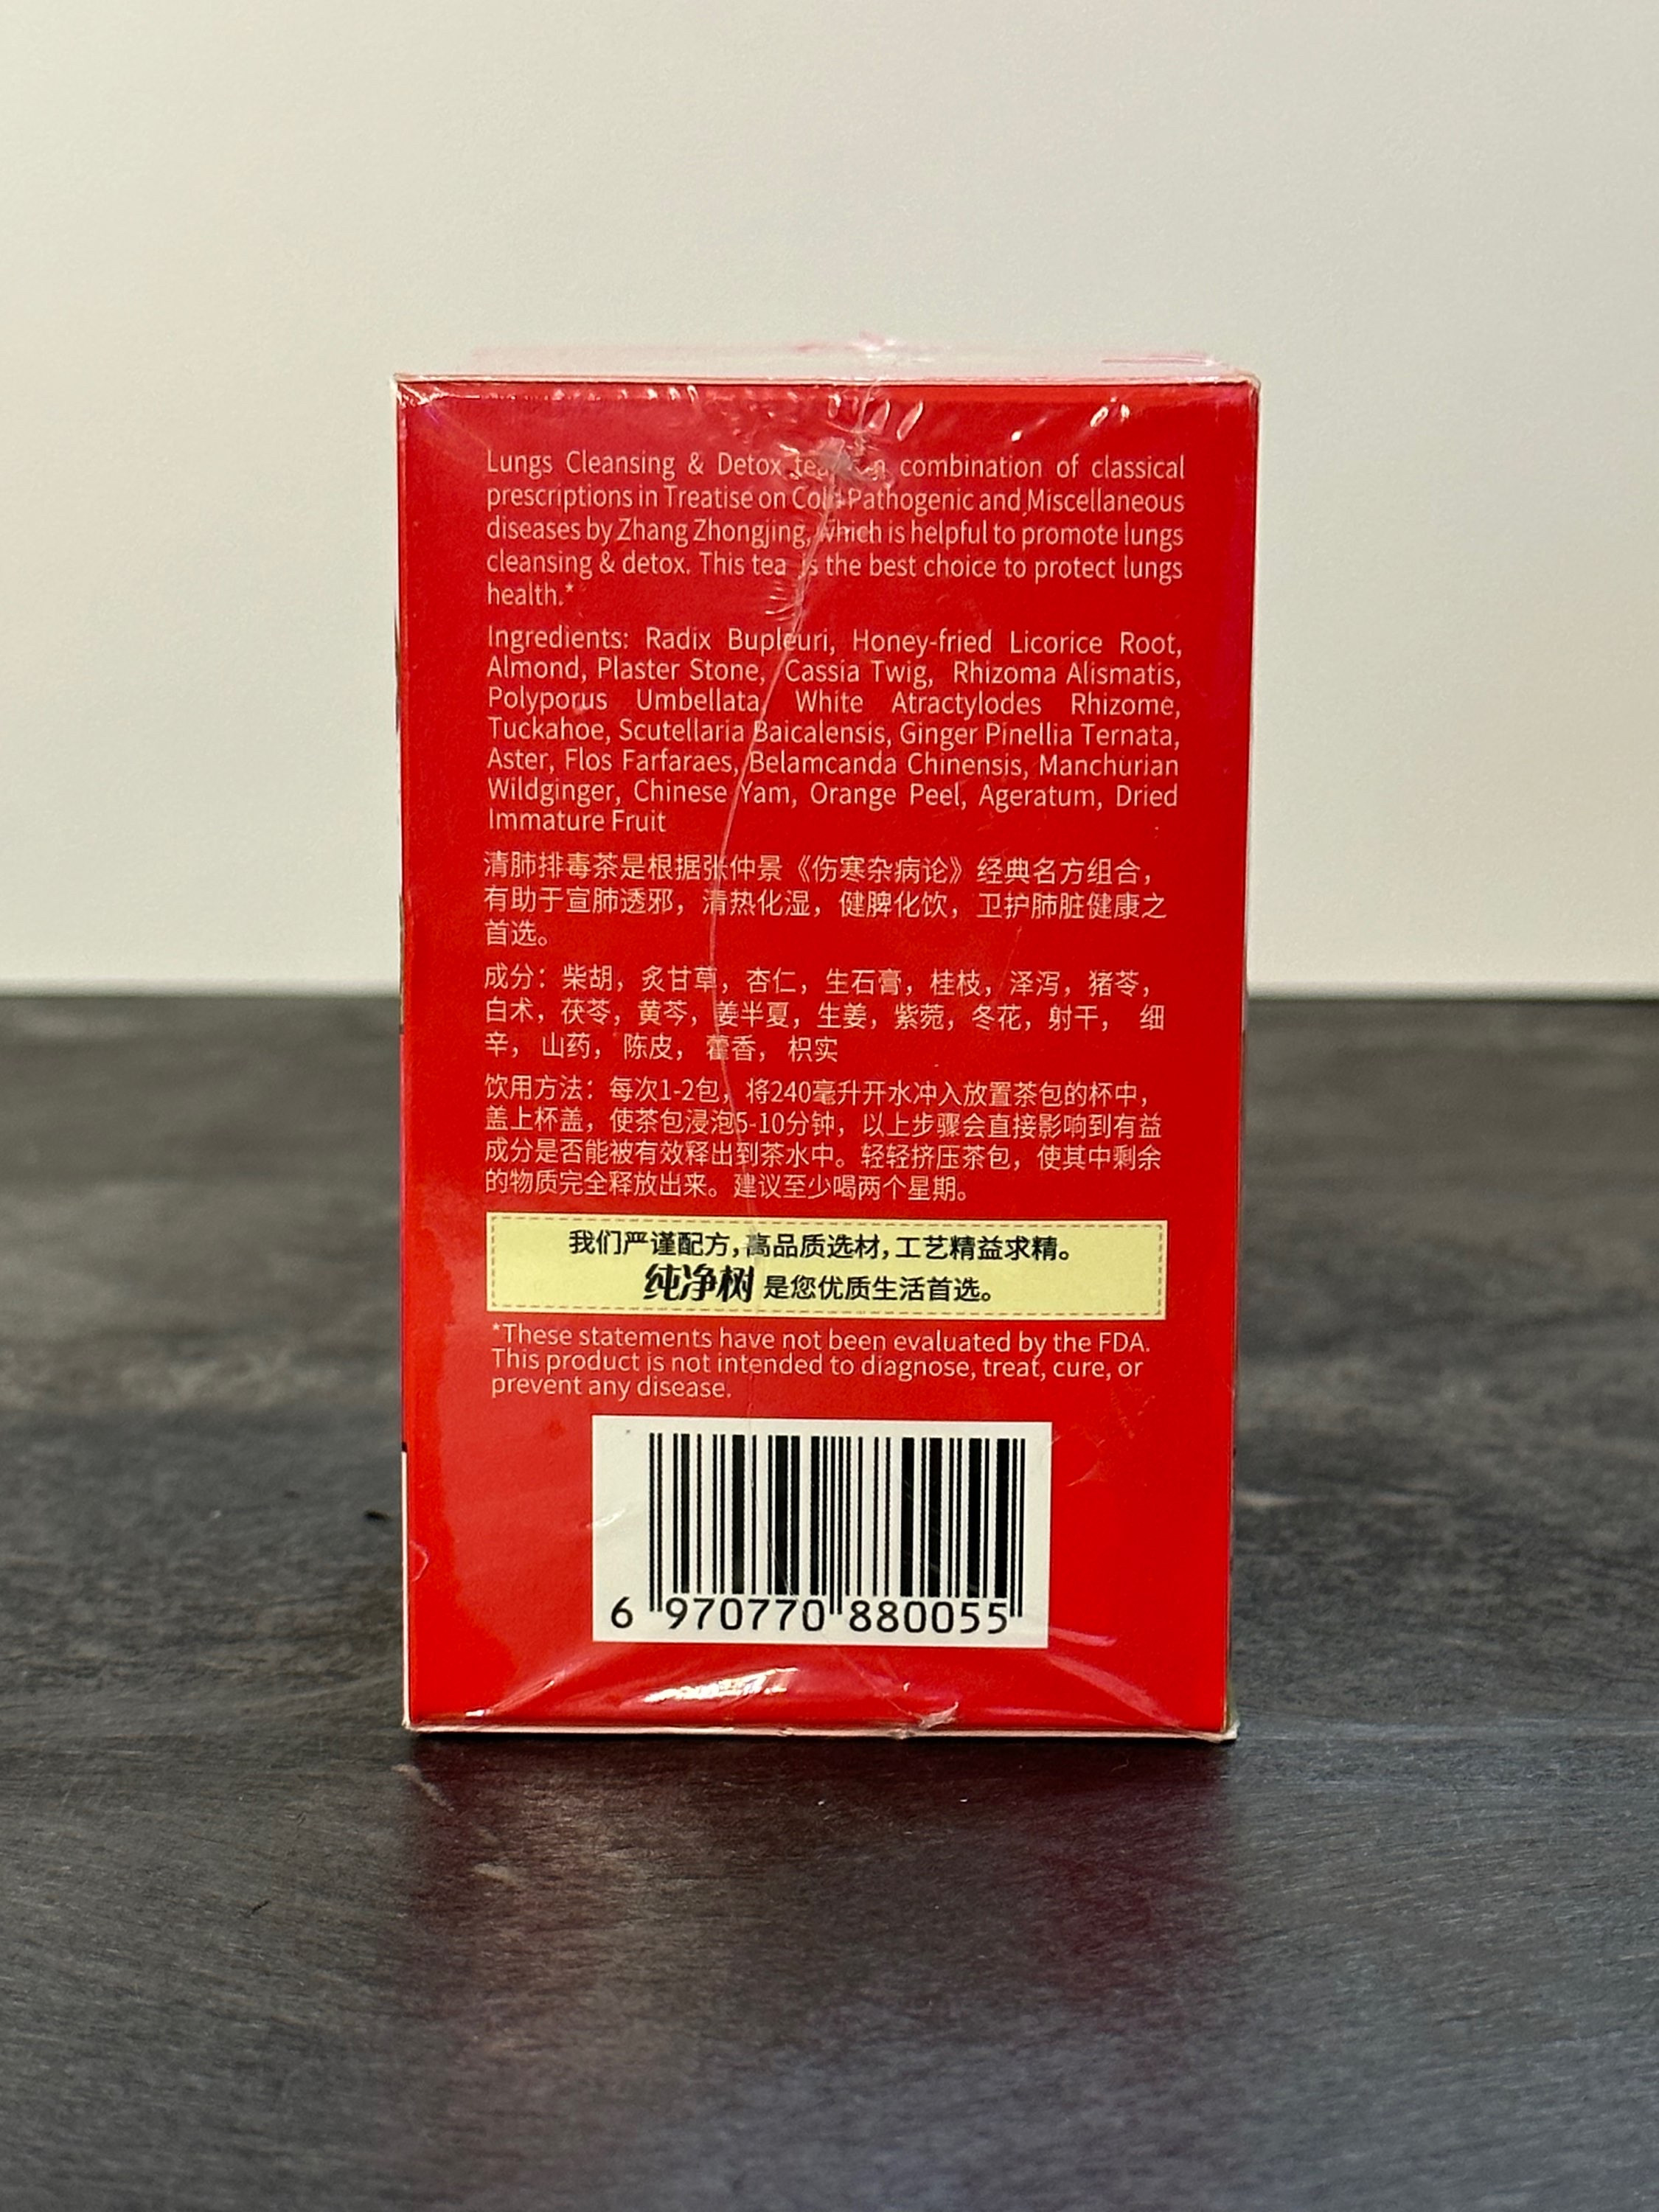 Lungs Cleansing & Detox combination of classical
prescriptions in Treatise on Cold Pathogenic and Miscellaneous
diseases by Zhang Zhongjing, which is helpful to promote lungs
cleansing & detox. This tea is the best choice to protect lungs
health.*
Ingredients: Radix Bupleuri, Honey-fried Licorice Root,
Almond, Plaster Stone, Cassia Twig, Rhizoma Alismatis,
Polyporus Umbellata, White Atractylodes Rhizome,
Tuckahoe, Scutellaria Baicalensis, Ginger Pinellia Ternata,
Aster, Flos Farfaraes, Belamcanda Chinensis, Manchurian
Wildginger, Chinese Yam, Orange Peel, Ageratum, Dried
Immature Fruit
清肺排毒茶是根据张仲景《伤寒杂病论》经典名方组合，
有助于宣肺透邪，清热化湿，健脾化饮，卫护肺脏健康之
首选。
成分：柴胡，炙甘草，杏仁，生石膏，桂枝，泽泻，猪苓，
白术，茯苓，黄芩，姜半夏，生姜，紫菀，冬花，射干， 细
辛， 山药， 陈皮， 藿香， 枳实
饮用方法：每次1-2包，将240毫升开水冲入放置茶包的杯中，
盖上杯盖，使茶包浸泡5-10分钟，以上步骤会直接影响到有益
成分是否能被有效释出到茶水中。轻轻挤压茶包，使其中剩余
的物质完全释放出来。建议至少喝两个星期。
我们严谨配方，高品质选材，工艺精益求精。
纯净树 是您优质生活首选。
*These statements have not been evaluated by the FDA.
This product is not intended to diagnose, treat, cure, or
prevent any disease.
6 970770 880055